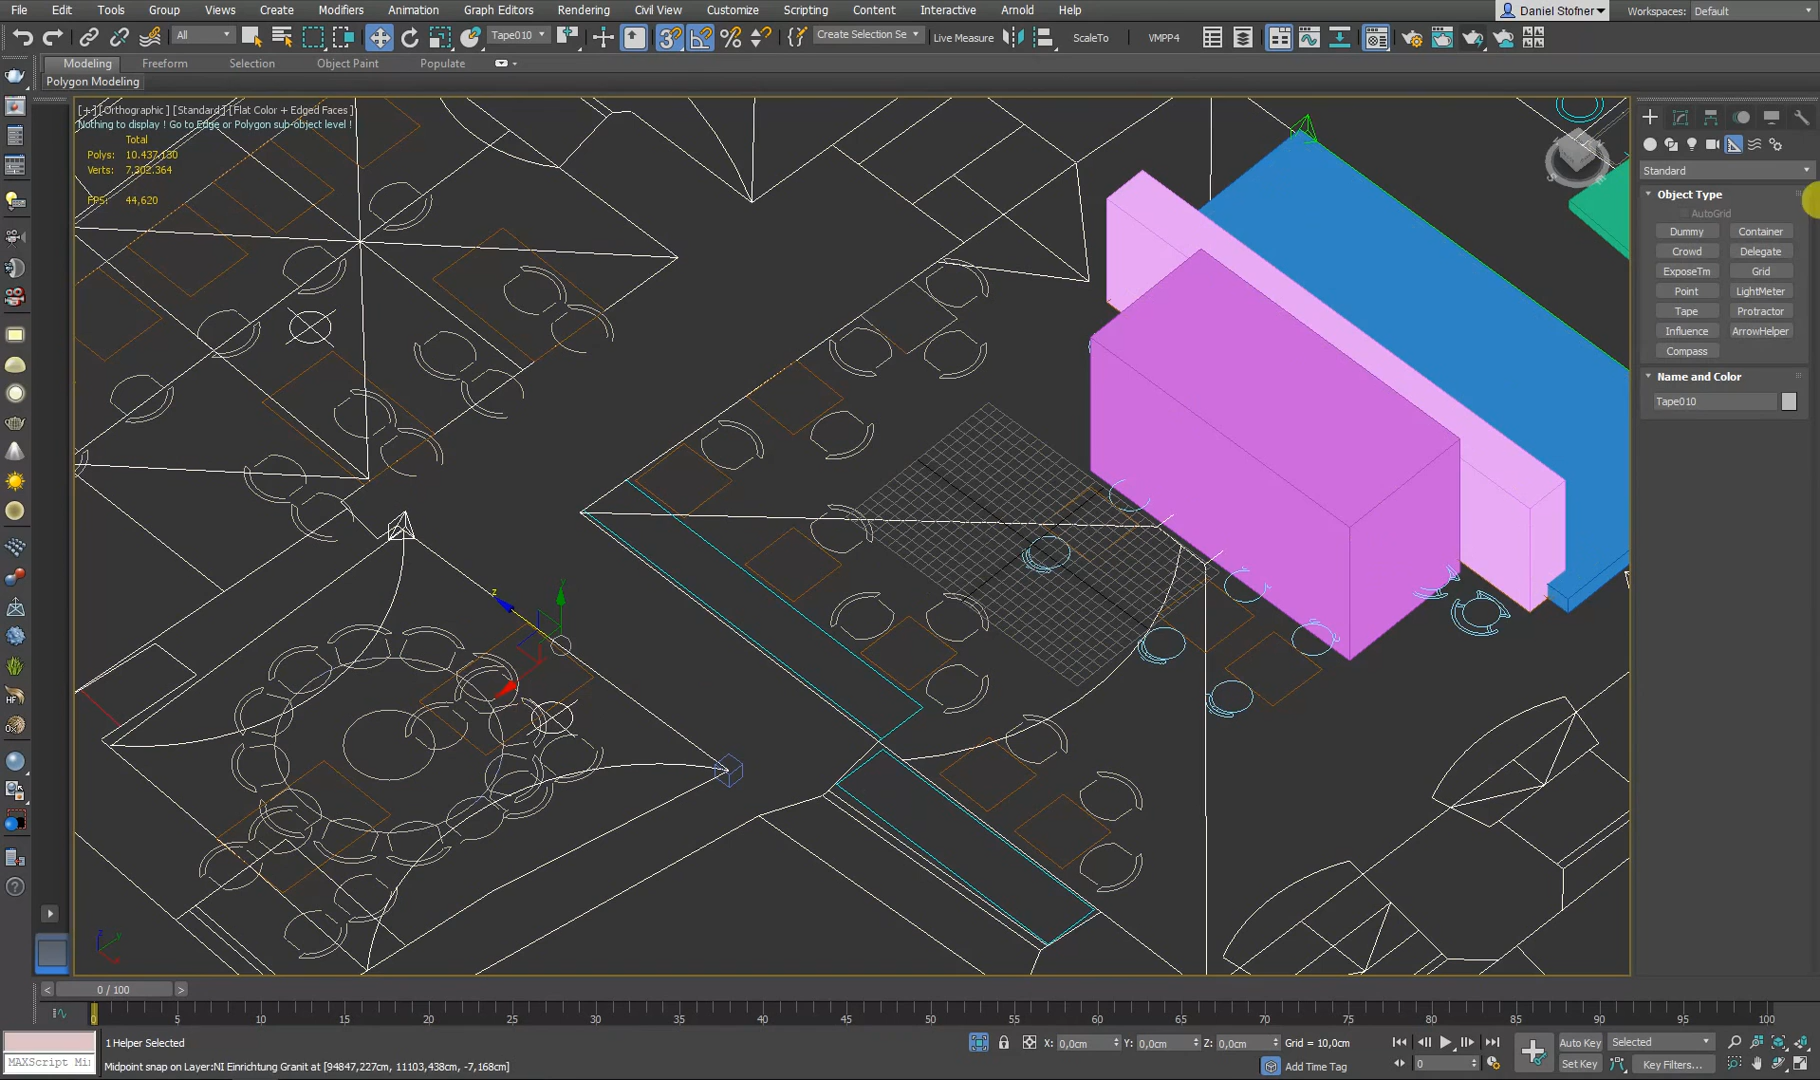 File Edit Tools Group Views Create Modifiers Animation Graph Editors Rendering Civil View Customize Scripting Content Interactive Arnold Help Daniel Stofner Workspaces: Default
All Tape010 Create Selection Se Live Measure ScaleTo VMPP4
Modeling Freeform Selection Object Paint Populate
Polygon Modeling
[+] [Orthographic] [Standard] [Flat Color + Edged Faces]
Nothing to display ! Go to Edge or Polygon sub-object level !
Total
Polys: 10.437.130
Verts: 7,302.364
FPS: 44,620
Standard
Object Type
AutoGrid
Dummy Container
Crowd Delegate
ExposeTm Grid
Point LightMeter
Tape Protractor
Influence ArrowHelper
Compass
Name and Color
Tape010
< 0 / 100 >
0 5 10 15 20 25 30 35 40 45 50 55 60 65 70 75 80 85 90 95 100
1 Helper Selected X: 0,0cm Y: 0,0cm Z: 0,0cm Grid = 10,0cm Auto Key Selected
MAXScript Mi Midpoint snap on Layer:NI Einrichtung Granit at [94847,227cm, 11103,438cm, -7,168cm] Add Time Tag 0 Set Key Key Filters...